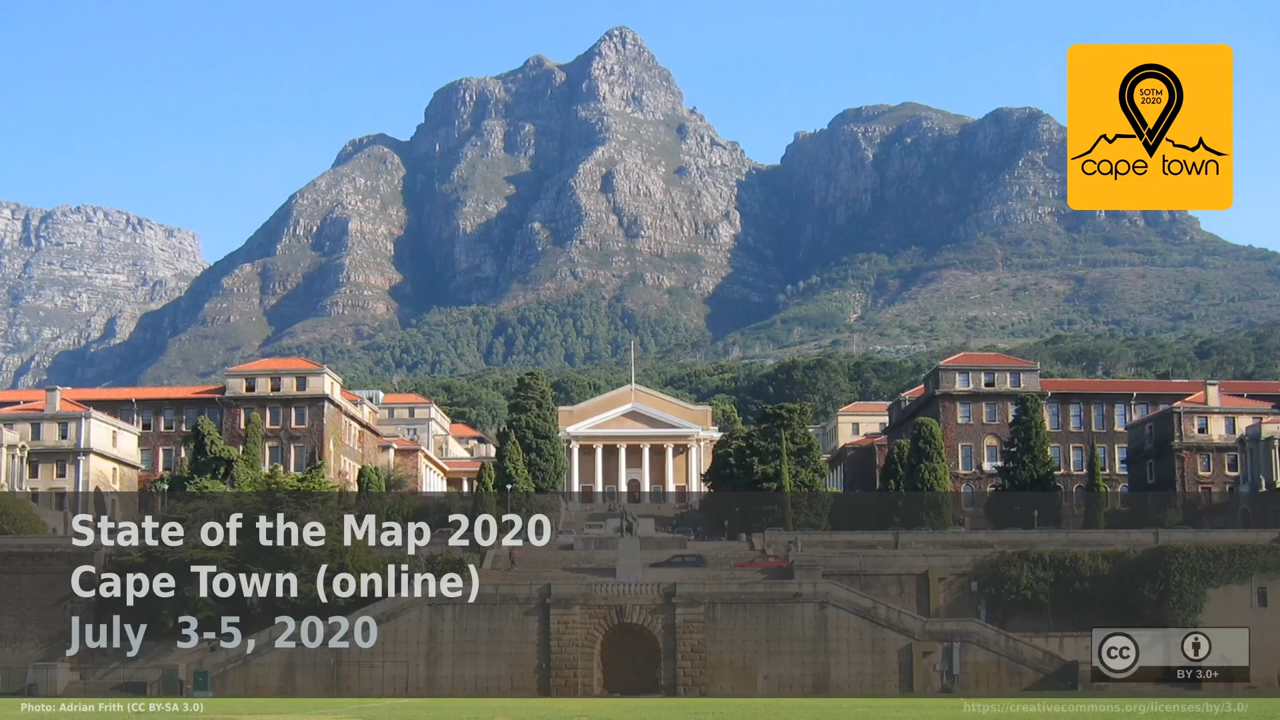 SOTM
2020
cape town
State of the Map 2020
Cape Town (online)
July 3-5, 2020
cc
BY 3.0+
Photo: Adrian Frith (CC BY-SA 3.0)
https://creativecommons.org/licenses/by/3.0/